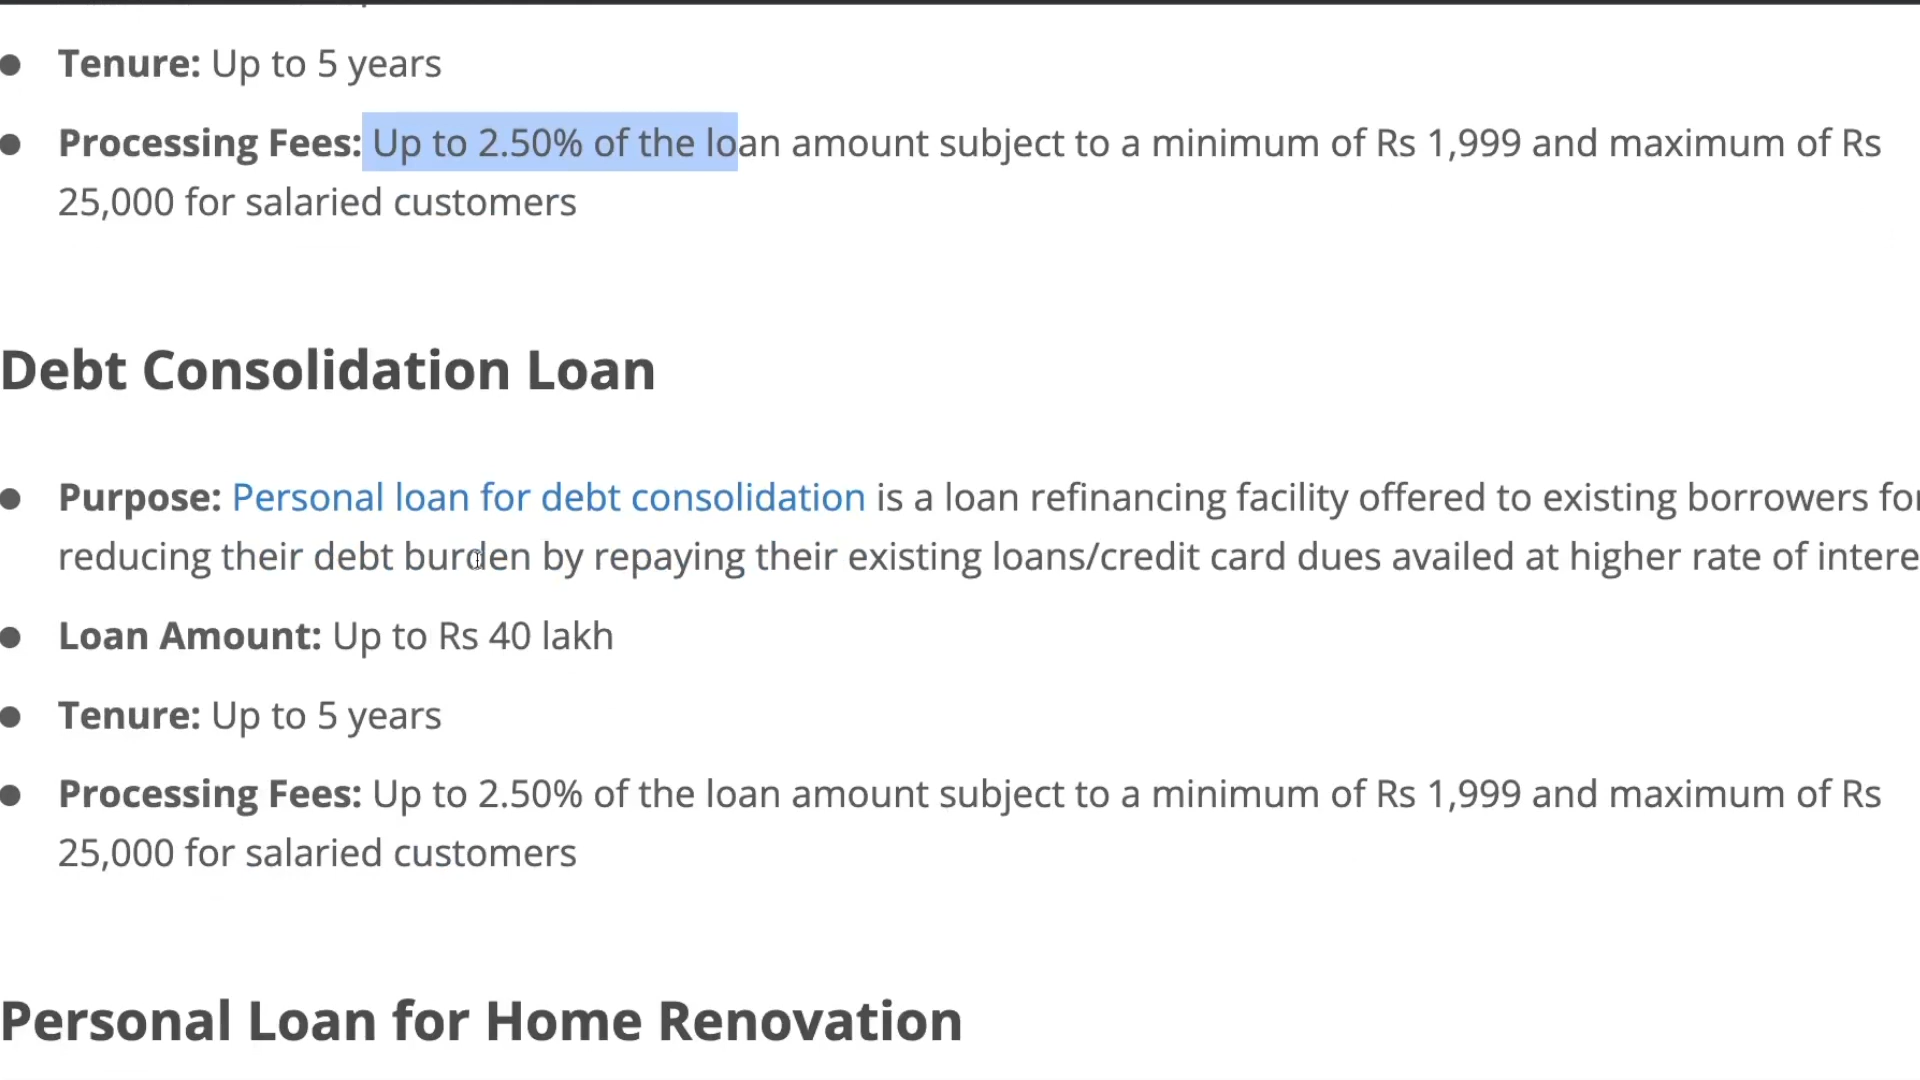 Tenure: Up to 5 years
Processing Fees: Up to 2.50% of the loan amount subject to a minimum of Rs 1,999 and maximum of Rs
25,000 for salaried customers
Debt Consolidation Loan
Purpose: Personal loan for debt consolidation is a loan refinancing facility offered to existing borrowers for
reducing their debt burden by repaying their existing loans/credit card dues availed at higher rate of
Loan Amount: Up to Rs 40 lakh
Tenure: Up to 5 years
Processing Fees: Up to 2.50% of the loan amount subject to a minimum of Rs 1,999 and maximum of Rs
25,000 for salaried customers
Personal Loan for Home Renovation